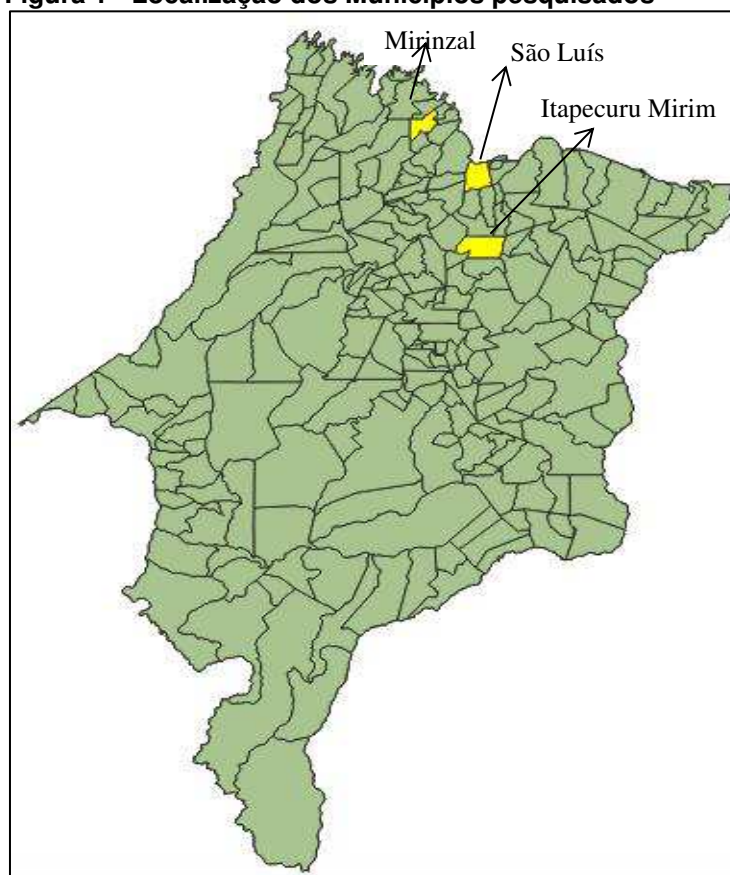 Figura 1 - Localização dos Municípios pesquisados
Mirinzal
São Luís
Itapecuru Mirim